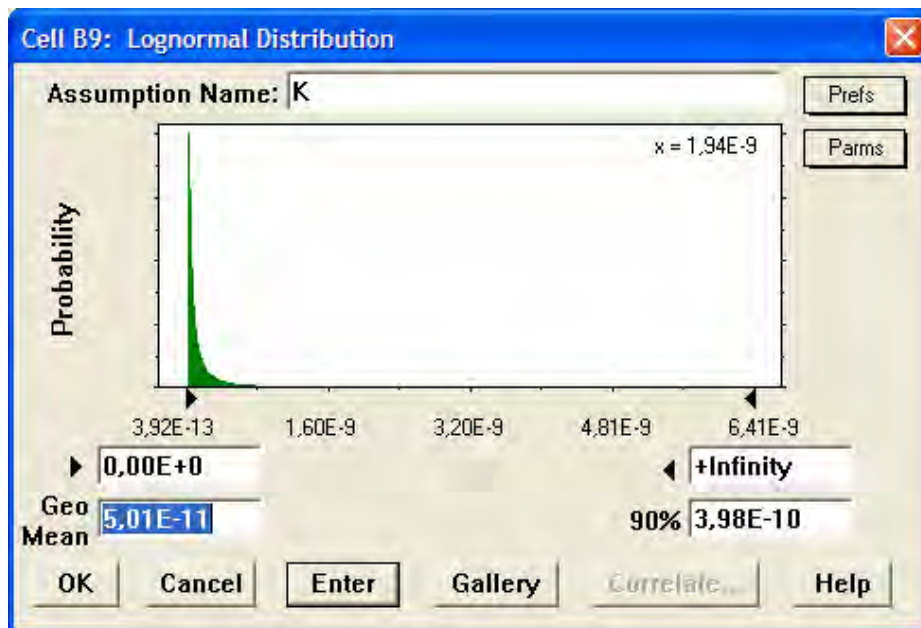 Cell B9: Lognormal Distribution
Assumption Name: K
Prefs
Parms
x = 1,94E-9
Probability
3,92E-13 1,60E-9 3,20E-9 4,81E-9 6,41E-9
0,00E+0 +Infinity
Geo Mean 5,01E-11 90% 3,98E-10
OK Cancel Enter Gallery Correlate... Help